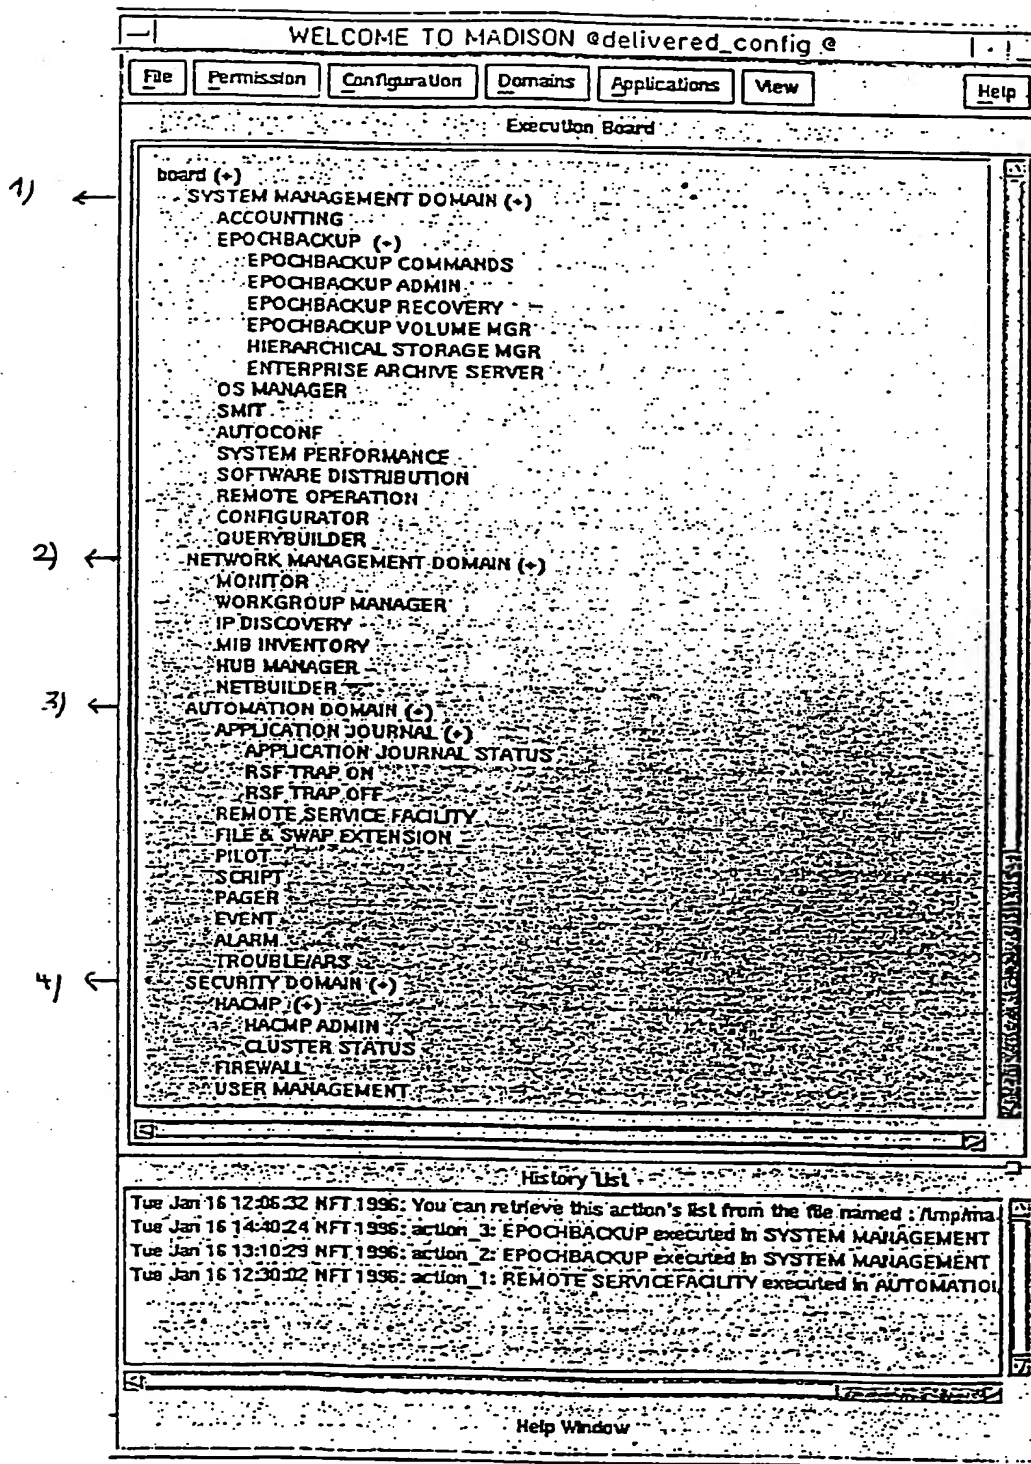 WELCOME TO MADISON @delivered_config @
File Permission Configuration Domains Applications View Help
Execution Board
board (+)
1) ← SYSTEM MANAGEMENT DOMAIN (+)
ACCOUNTING
EPOCHBACKUP (+)
EPOCHBACKUP COMMANDS
EPOCHBACKUP ADMIN
EPOCHBACKUP RECOVERY
EPOCHBACKUP VOLUME MGR
HIERARCHICAL STORAGE MGR
ENTERPRISE ARCHIVE SERVER
OS MANAGER
SMIT
AUTOCONF
SYSTEM PERFORMANCE
SOFTWARE DISTRIBUTION
REMOTE OPERATION
CONFIGURATOR
QUERYBUILDER
2) ← NETWORK MANAGEMENT DOMAIN (+)
MONITOR
WORKGROUP MANAGER
IP DISCOVERY
MIB INVENTORY
HUB MANAGER
NETBUILDER
3) ← AUTOMATION DOMAIN (+)
APPLICATION JOURNAL (+)
APPLICATION JOURNAL STATUS
RSF TRAP ON
RSF TRAP OFF
REMOTE SERVICE FACILITY
FILE & SWAP EXTENSION
PILOT
SCRIPT
PAGER
EVENT
ALARM
TROUBLE/ARS
4) ← SECURITY DOMAIN (+)
HACMP (+)
HACMP ADMIN
CLUSTER STATUS
FIREWALL
USER MANAGEMENT
History List
Tue Jan 16 12:06:32 NFT 1996: You can retrieve this action's list from the file named : /tmp/ma
Tue Jan 16 14:40:24 NFT 1996: action_3: EPOCHBACKUP executed in SYSTEM MANAGEMENT
Tue Jan 16 13:10:29 NFT 1996: action_2: EPOCHBACKUP executed in SYSTEM MANAGEMENT
Tue Jan 16 12:30:02 NFT 1996: action_1: REMOTE SERVICEFACILITY executed in AUTOMATIO
Help Window